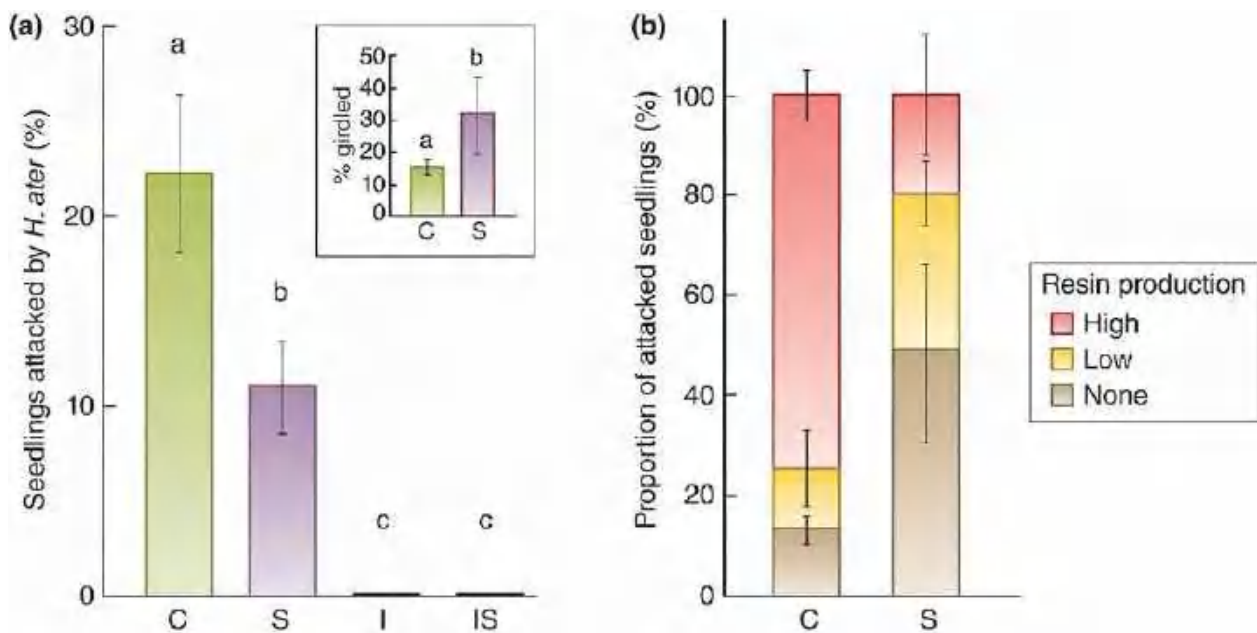 (a)
Seedlings attacked by H. ater (%)
30
20
10
0
a
b
c
c
C
S
I
IS
% girdled
50
40
30
20
10
0
a
b
C
S
(b)
Proportion of attacked seedlings (%)
100
80
60
40
20
0
C
S
Resin production
High
Low
None